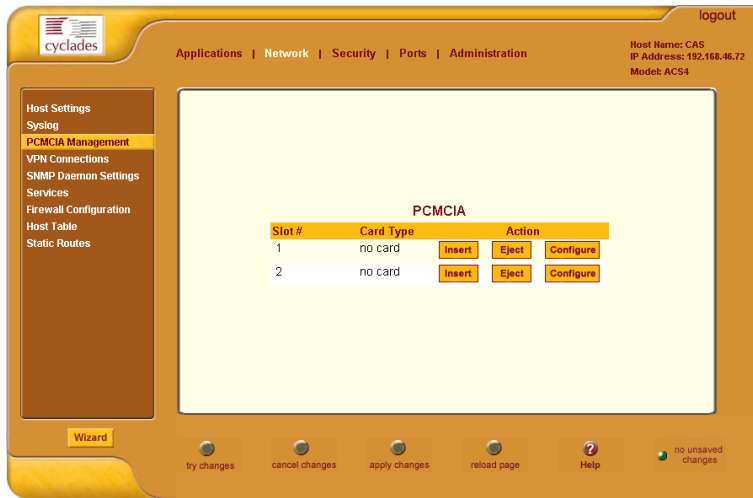 logout
cyclades
Applications | Network | Security | Ports | Administration
Host Name: CAS
IP Address: 192.168.46.72
Model: ACS4
Host Settings
Syslog
PCMCIA Management
VPN Connections
SNMP Daemon Settings
Services
Firewall Configuration
Host Table
Static Routes
PCMCIA
Slot # Card Type Action
1 no card Insert Eject Configure
2 no card Insert Eject Configure
Wizard
try changes
cancel changes
apply changes
reload page
? Help
no unsaved
changes